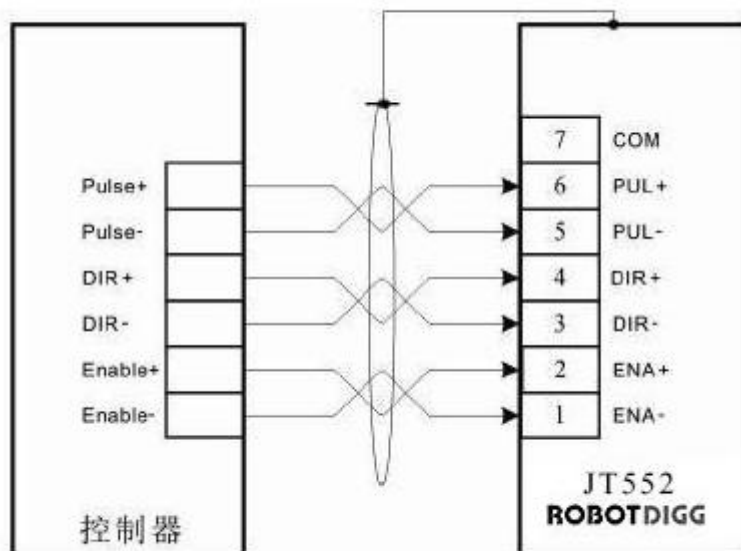 7 COM
Pulse+ 6 PUL+
Pulse- 5 PUL-
DIR+ 4 DIR+
DIR- 3 DIR-
Enable+ 2 ENA+
Enable- 1 ENA-
控制器
JT552
ROBOTDIGG